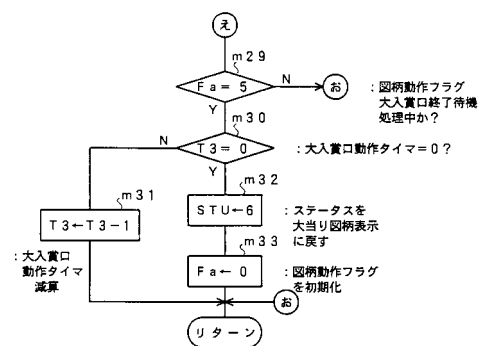 え
m29
Fa=5
N
お
:図柄動作フラグ
大入賞口終了待機
処理中か?
Y
m30
N
T3=0
:大入賞口動作タイマ=0?
Y
m31
m32
T3←T3-1
STU←6
:ステータスを
大当り図柄表示
に戻す
:大入賞口
動作タイマ
減算
m33
Fa←0
:図柄動作フラグ
を初期化
お
リターン